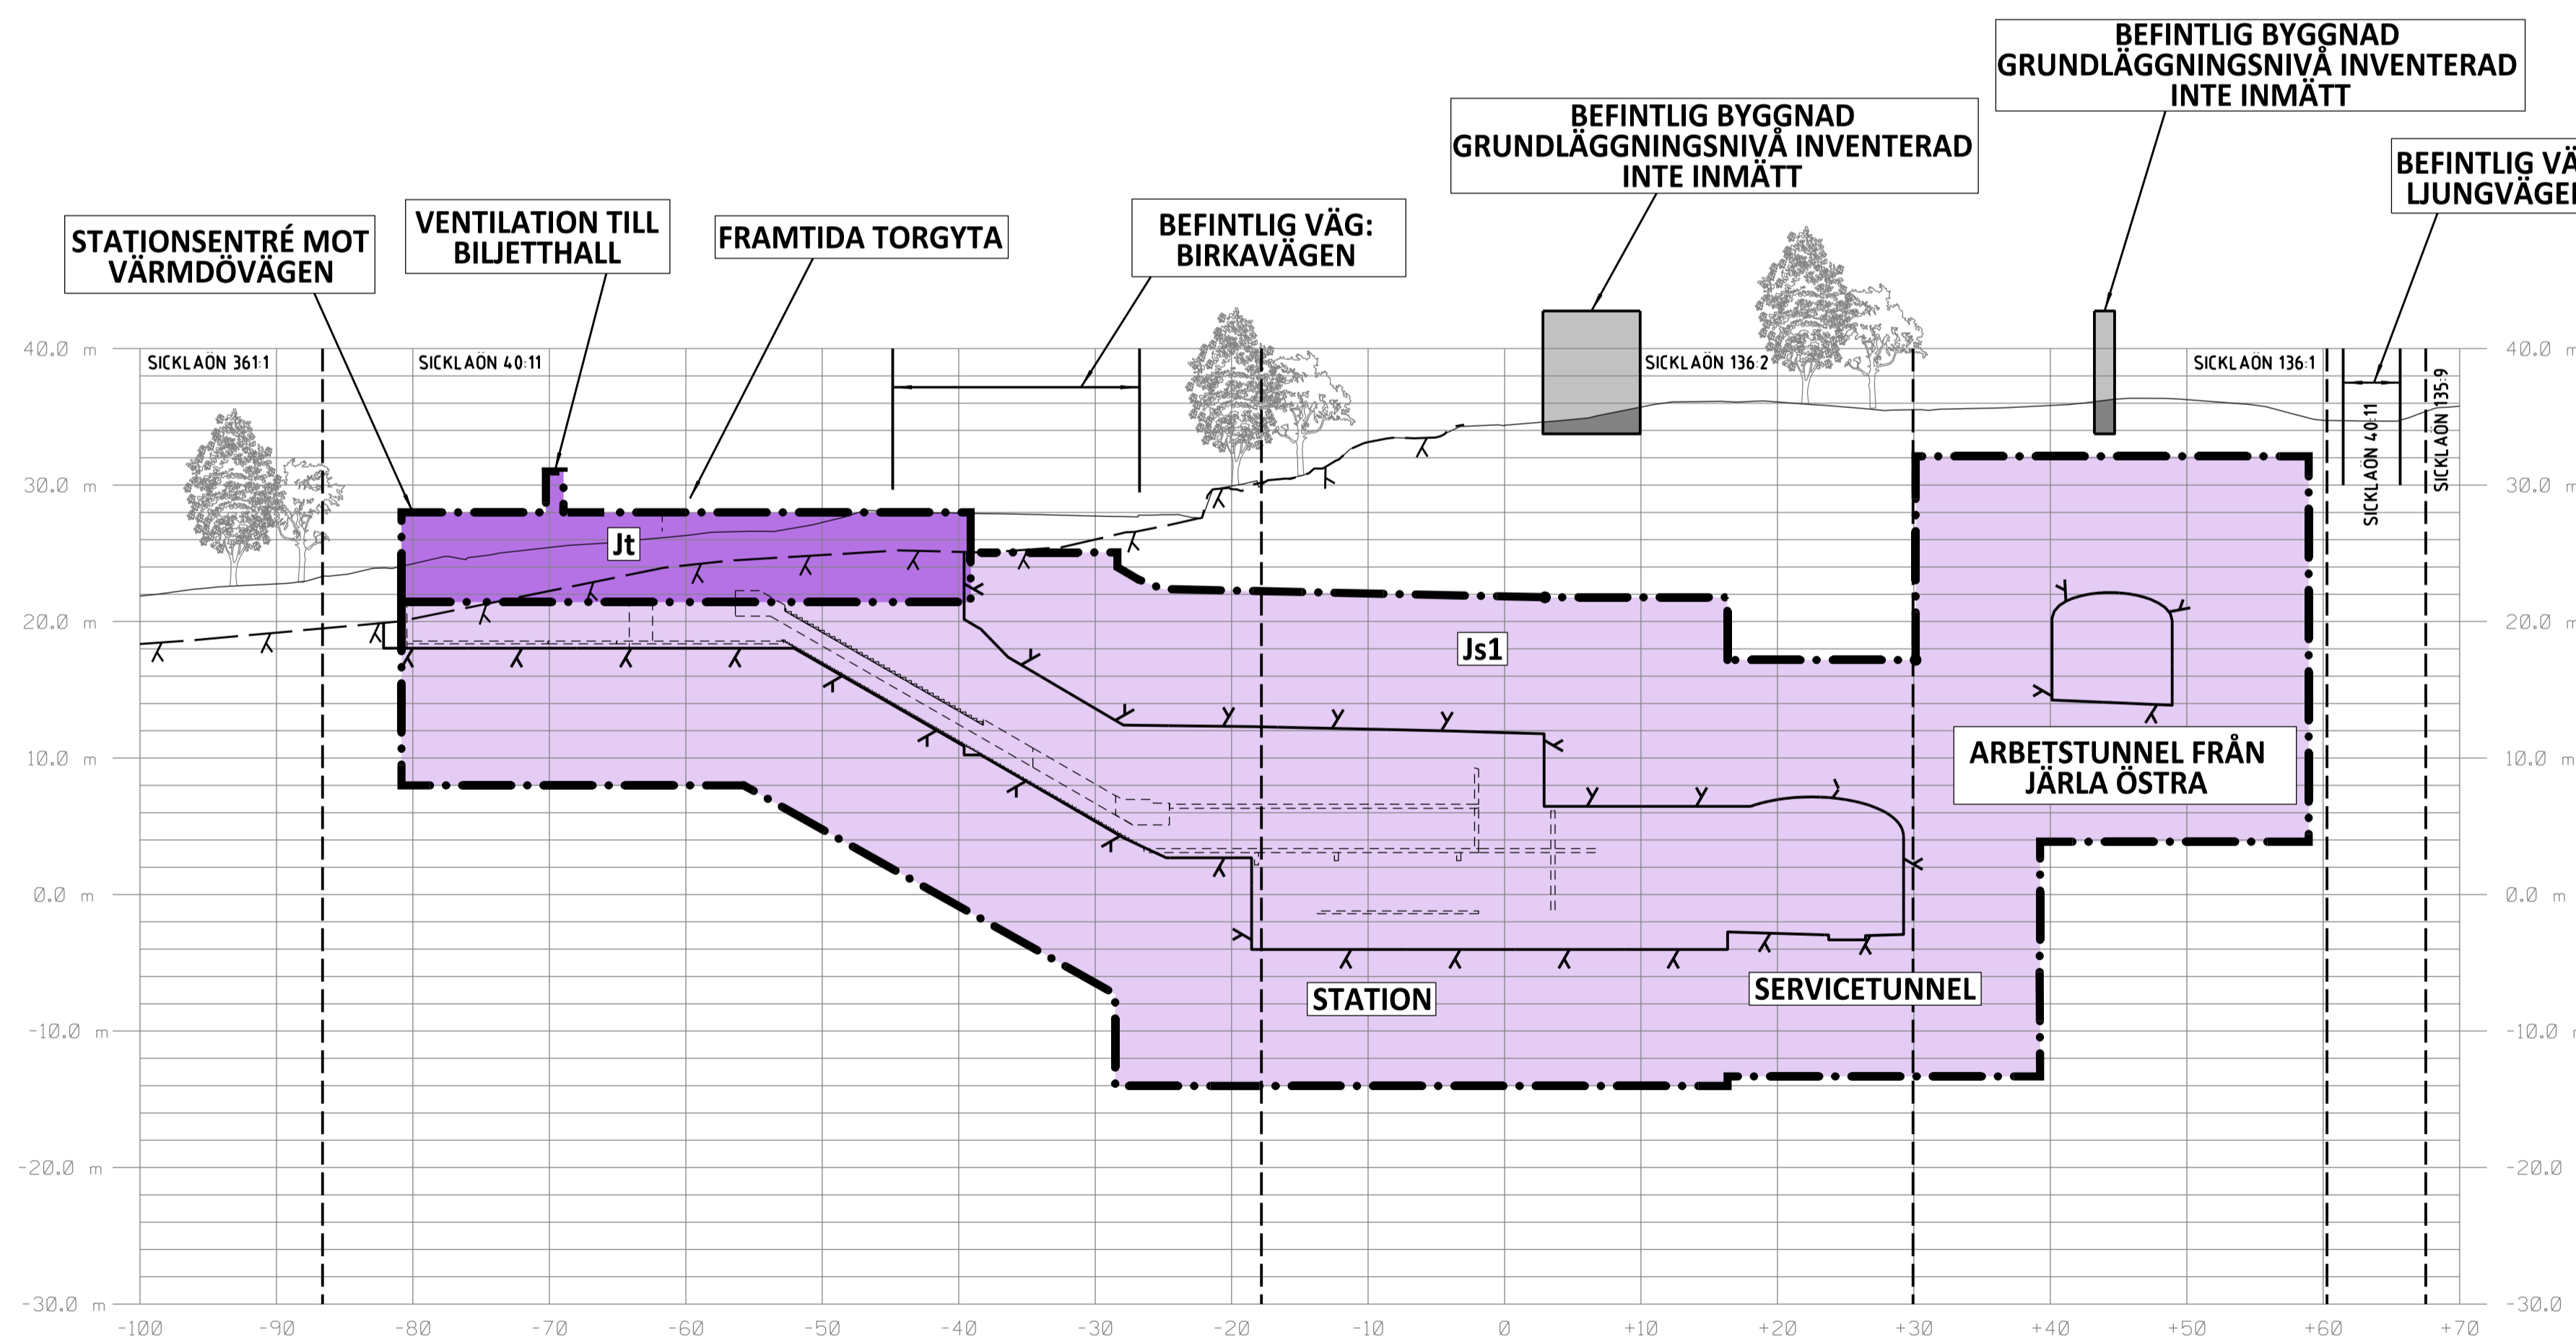 BEFINTLIG BYGGNAD
GRUNDLÄGGNINGSNIVÅ INVENTERAD
INTE INMÄTT
BEFINTLIG BYGGNAD
GRUNDLÄGGNINGSNIVÅ INVENTERAD
INTE INMÄTT
BEFINTLIG VÄ
LJUNGVÄGE
STATIONSENTRÉ MOT
VÄRMDÖVÄGEN
VENTILATION TILL
BILJETTHALL
FRAMTIDA TORGYTA
BEFINTLIG VÄG:
BIRKAVÄGEN
40.0 m
SICKLAÖN 361:1
SICKLAÖN 40:11
SICKLAÖN 136:2
SICKLAÖN 136:1
SICKLAÖN 40:11
SICKLAÖN 135:9
40.0 m
30.0 m
30.0 m
Jt
20.0 m
Js1
20.0 m
10.0 m
ARBETSTUNNEL FRÅN
JÄRLA ÖSTRA
10.0 m
0.0 m
0.0 m
STATION
SERVICETUNNEL
-10.0 m
-10.0
-20.0 m
-20.0
-30.0 m
-30.0
-100 -90 -80 -70 -60 -50 -40 -30 -20 -10 0 +10 +20 +30 +40 +50 +60 +70